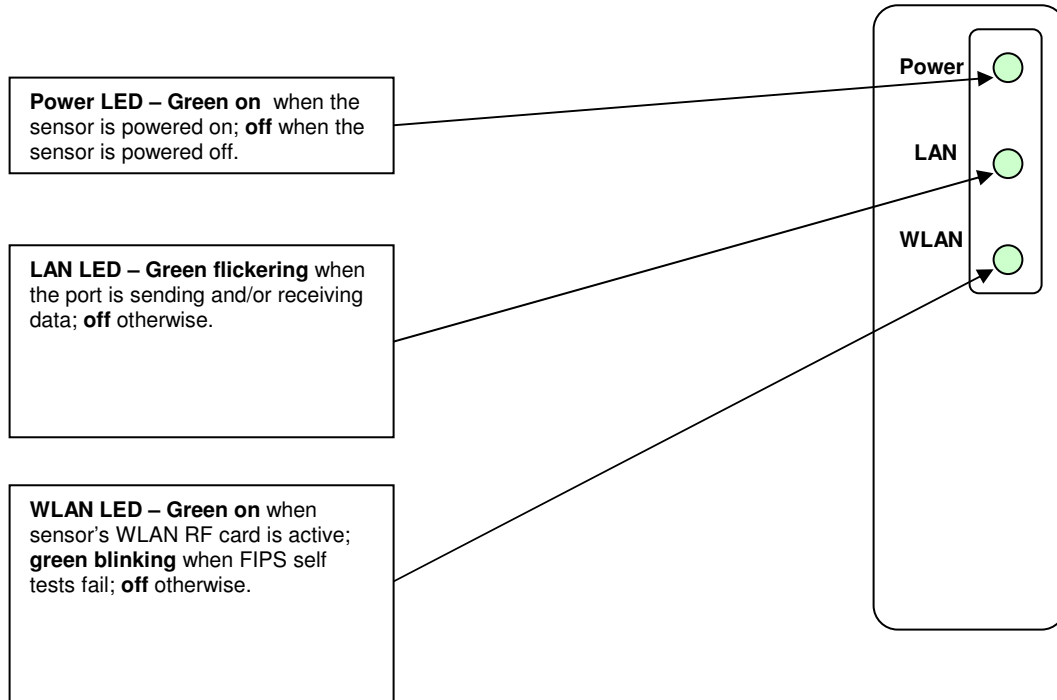 Power LED – Green on when the
sensor is powered on; off when the
sensor is powered off.
LAN LED – Green flickering when
the port is sending and/or receiving
data; off otherwise.
WLAN LED – Green on when
sensor's WLAN RF card is active;
green blinking when FIPS self
tests fail; off otherwise.
Power
LAN
WLAN